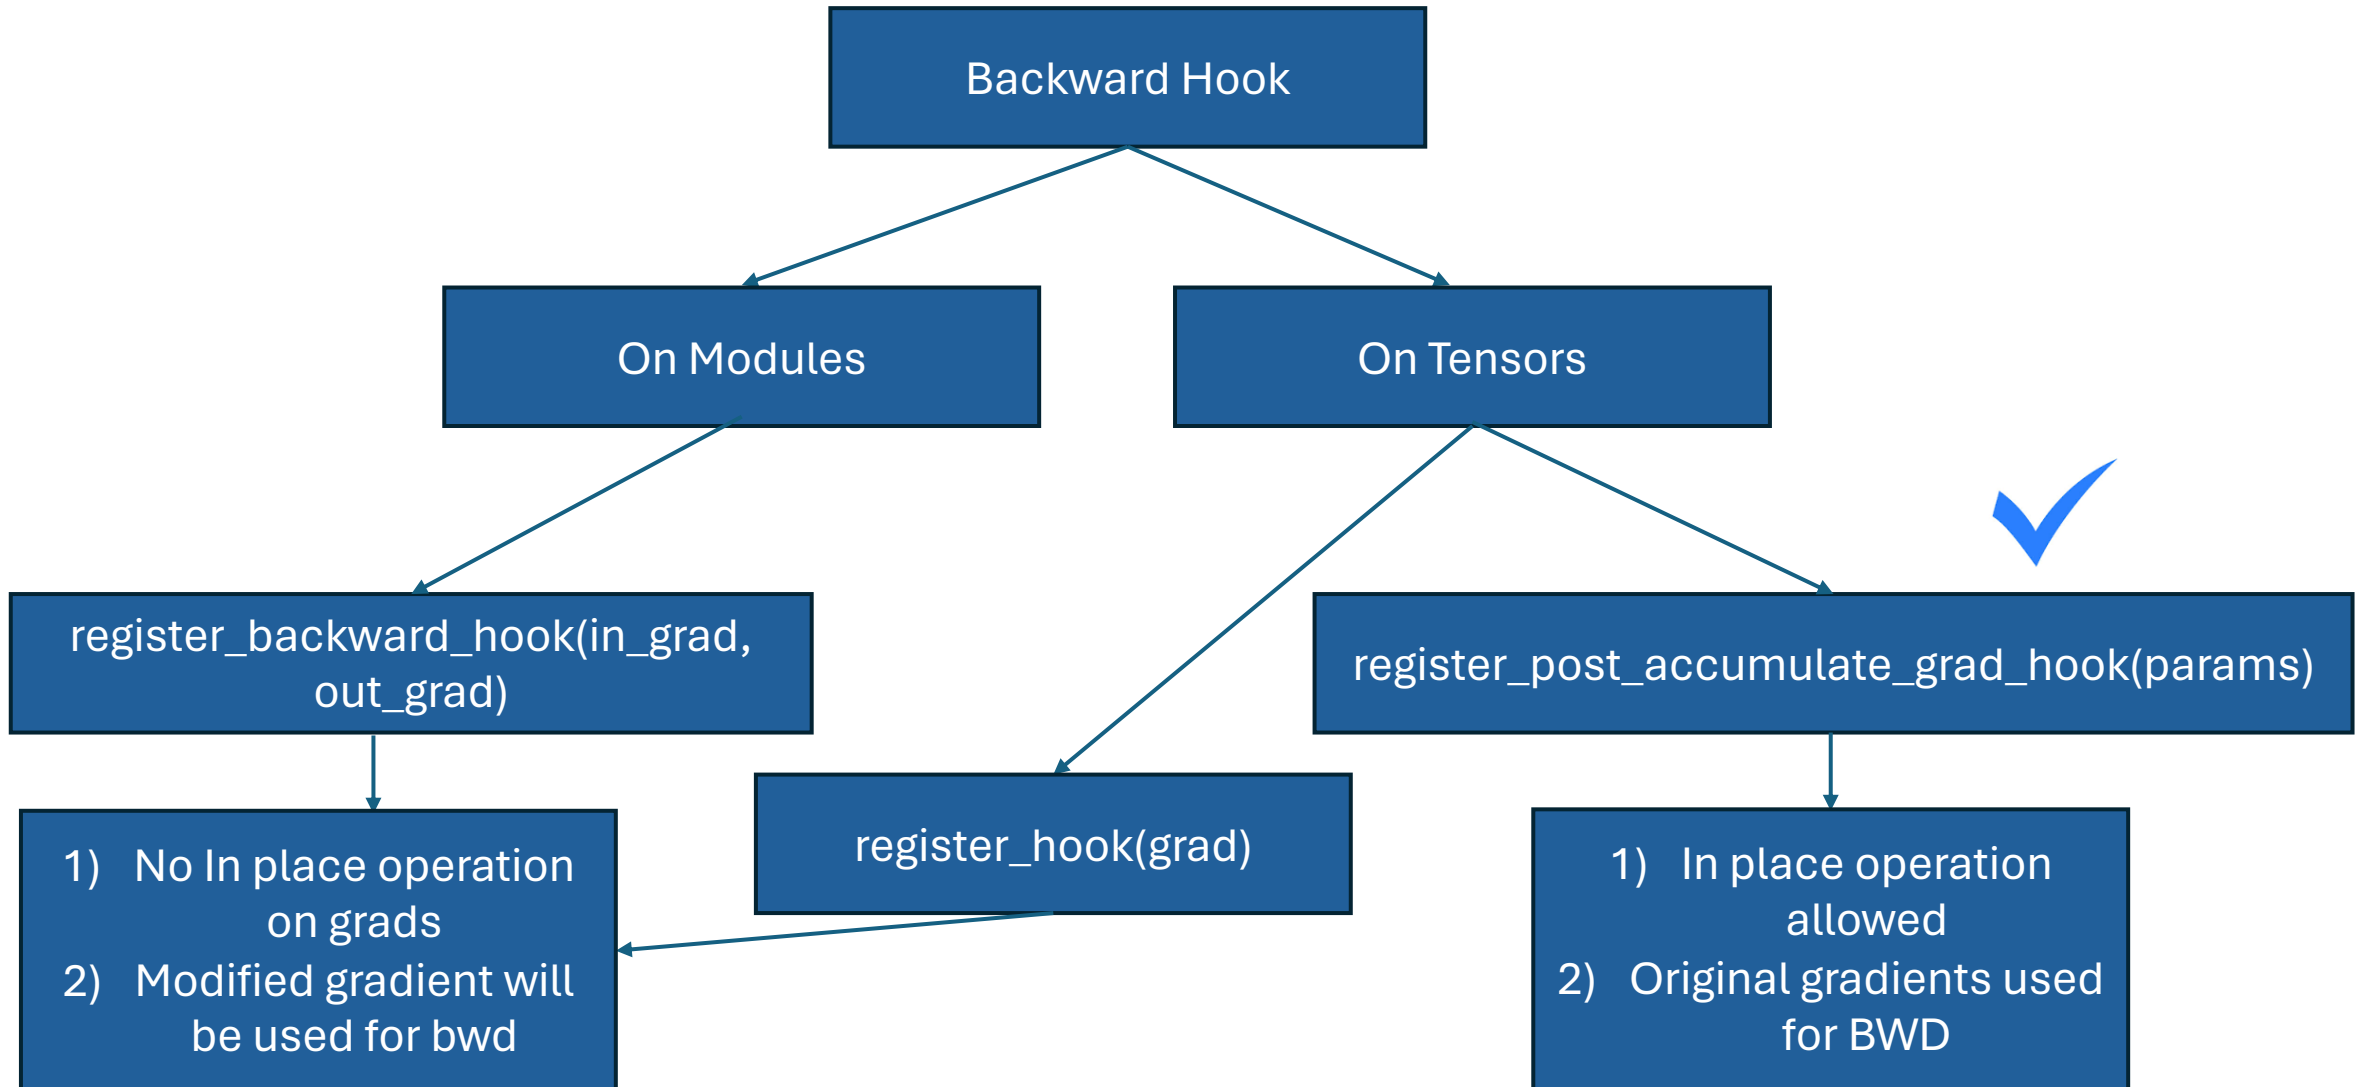 Backward Hook
On Modules
On Tensors
register_backward_hook(in_grad,
out_grad)
register_post_accumulate_grad_hook(params)
register_hook(grad)
1) No In place operation
on grads
2) Modified gradient will
be used for bwd
1) In place operation
allowed
2) Original gradients used
for BWD